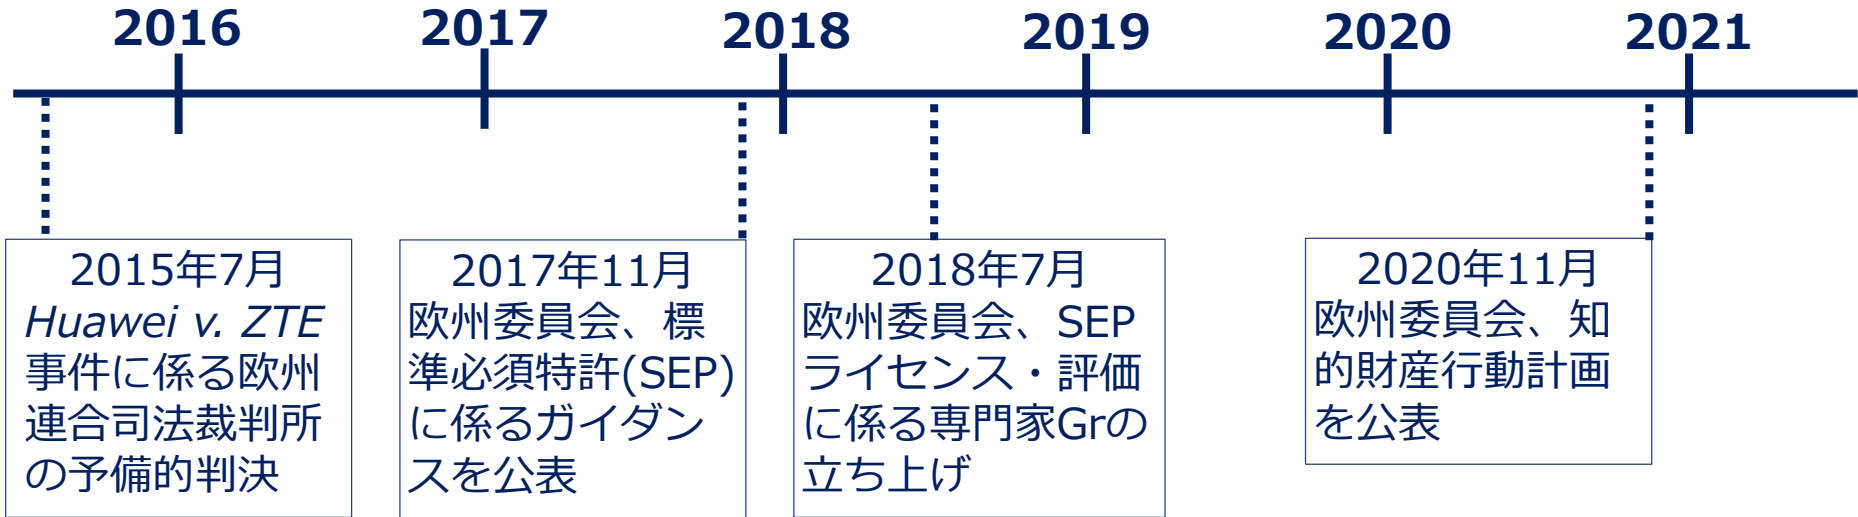 2016 2017 2018 2019 2020 2021
2015年7月
Huawei v. ZTE
事件に係る欧州
連合司法裁判所
の予備的判決
2017年11月
欧州委員会、標
準必須特許(SEP)
に係るガイダン
スを公表
2018年7月
欧州委員会、SEP
ライセンス・評価
に係る専門家Grの
立ち上げ
2020年11月
欧州委員会、知
的財産行動計画
を公表